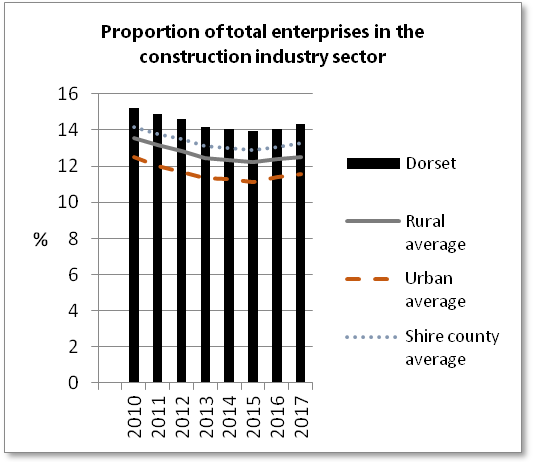 Proportion of total enterprises in the
construction industry sector
16
14
12
10
8
6
4
2
0
%
2010
2011
2012
2013
2014
2015
2016
2017
Dorset
Rural
average
Urban
average
Shire county
average